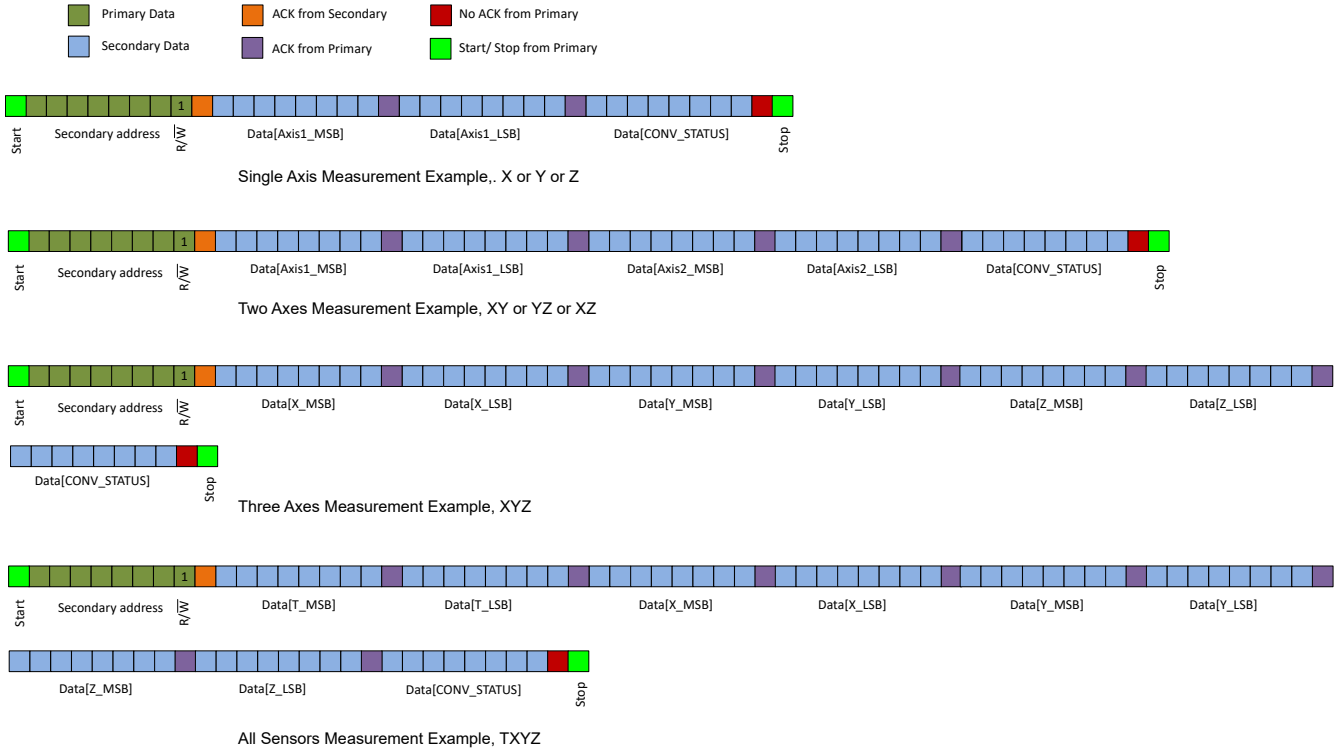 Primary Data
ACK from Secondary
No ACK from Primary
Secondary Data
ACK from Primary
Start/ Stop from Primary
1
Start
Secondary address
R/W̅
Data[Axis1_MSB]
Data[Axis1_LSB]
Data[CONV_STATUS]
Stop
Single Axis Measurement Example,. X or Y or Z
1
Start
Secondary address
R/W̅
Data[Axis1_MSB]
Data[Axis1_LSB]
Data[Axis2_MSB]
Data[Axis2_LSB]
Data[CONV_STATUS]
Stop
Two Axes Measurement Example, XY or YZ or XZ
1
Start
Secondary address
R/W̅
Data[X_MSB]
Data[X_LSB]
Data[Y_MSB]
Data[Y_LSB]
Data[Z_MSB]
Data[Z_LSB]
Data[CONV_STATUS]
Stop
Three Axes Measurement Example, XYZ
1
Start
Secondary address
R/W̅
Data[T_MSB]
Data[T_LSB]
Data[X_MSB]
Data[X_LSB]
Data[Y_MSB]
Data[Y_LSB]
Data[Z_MSB]
Data[Z_LSB]
Data[CONV_STATUS]
Stop
All Sensors Measurement Example, TXYZ